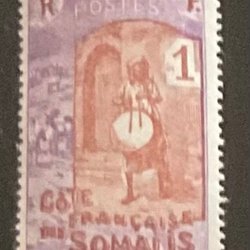 POSTES
R F
1
CÔTE
FRANÇAISE
DES SOMALIS